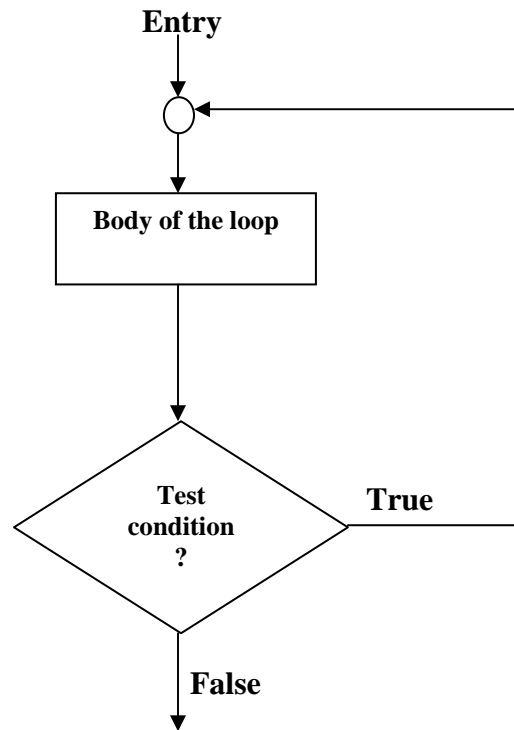 Entry
Body of the loop
Test
condition
?
True
False